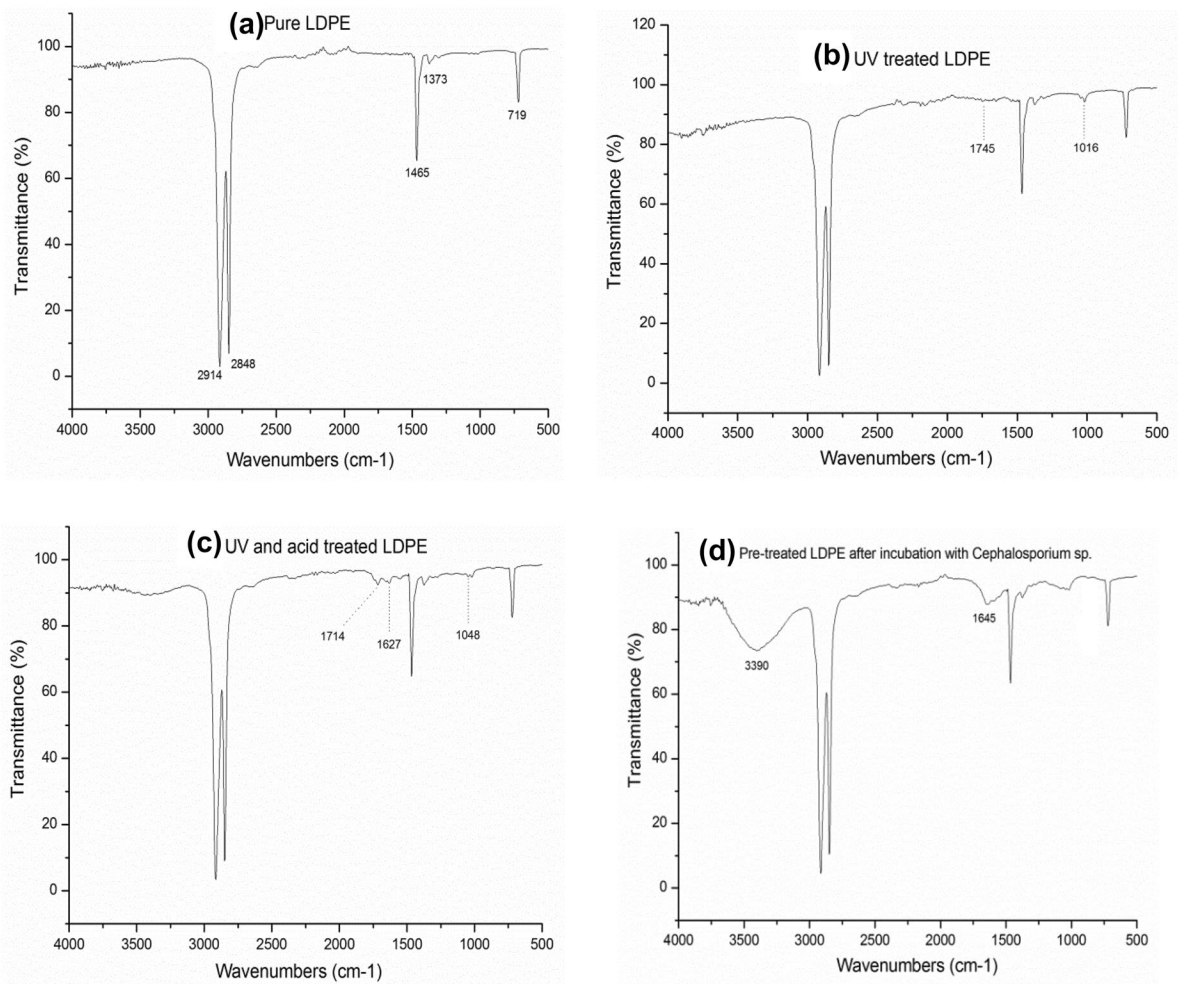 (a) Pure LDPE
100
80
60
40
20
0
Transmittance (%)
1373
719
1465
2848
2914
4000 3500 3000 2500 2000 1500 1000 500
Wavenumbers (cm-1)
(b) UV treated LDPE
120
100
80
60
40
20
0
Transmittance (%)
1745 1016
4000 3500 3000 2500 2000 1500 1000 500
Wavenumbers (cm-1)
(c) UV and acid treated LDPE
100
80
60
40
20
0
Transmittance (%)
1714 1627 1048
4000 3500 3000 2500 2000 1500 1000 500
Wavenumbers (cm-1)
(d) Pre-treated LDPE after incubation with Cephalosporium sp.
100
80
60
40
20
0
Transmittance (%)
1645
3390
4000 3500 3000 2500 2000 1500 1000 500
Wavenumbers (cm-1)